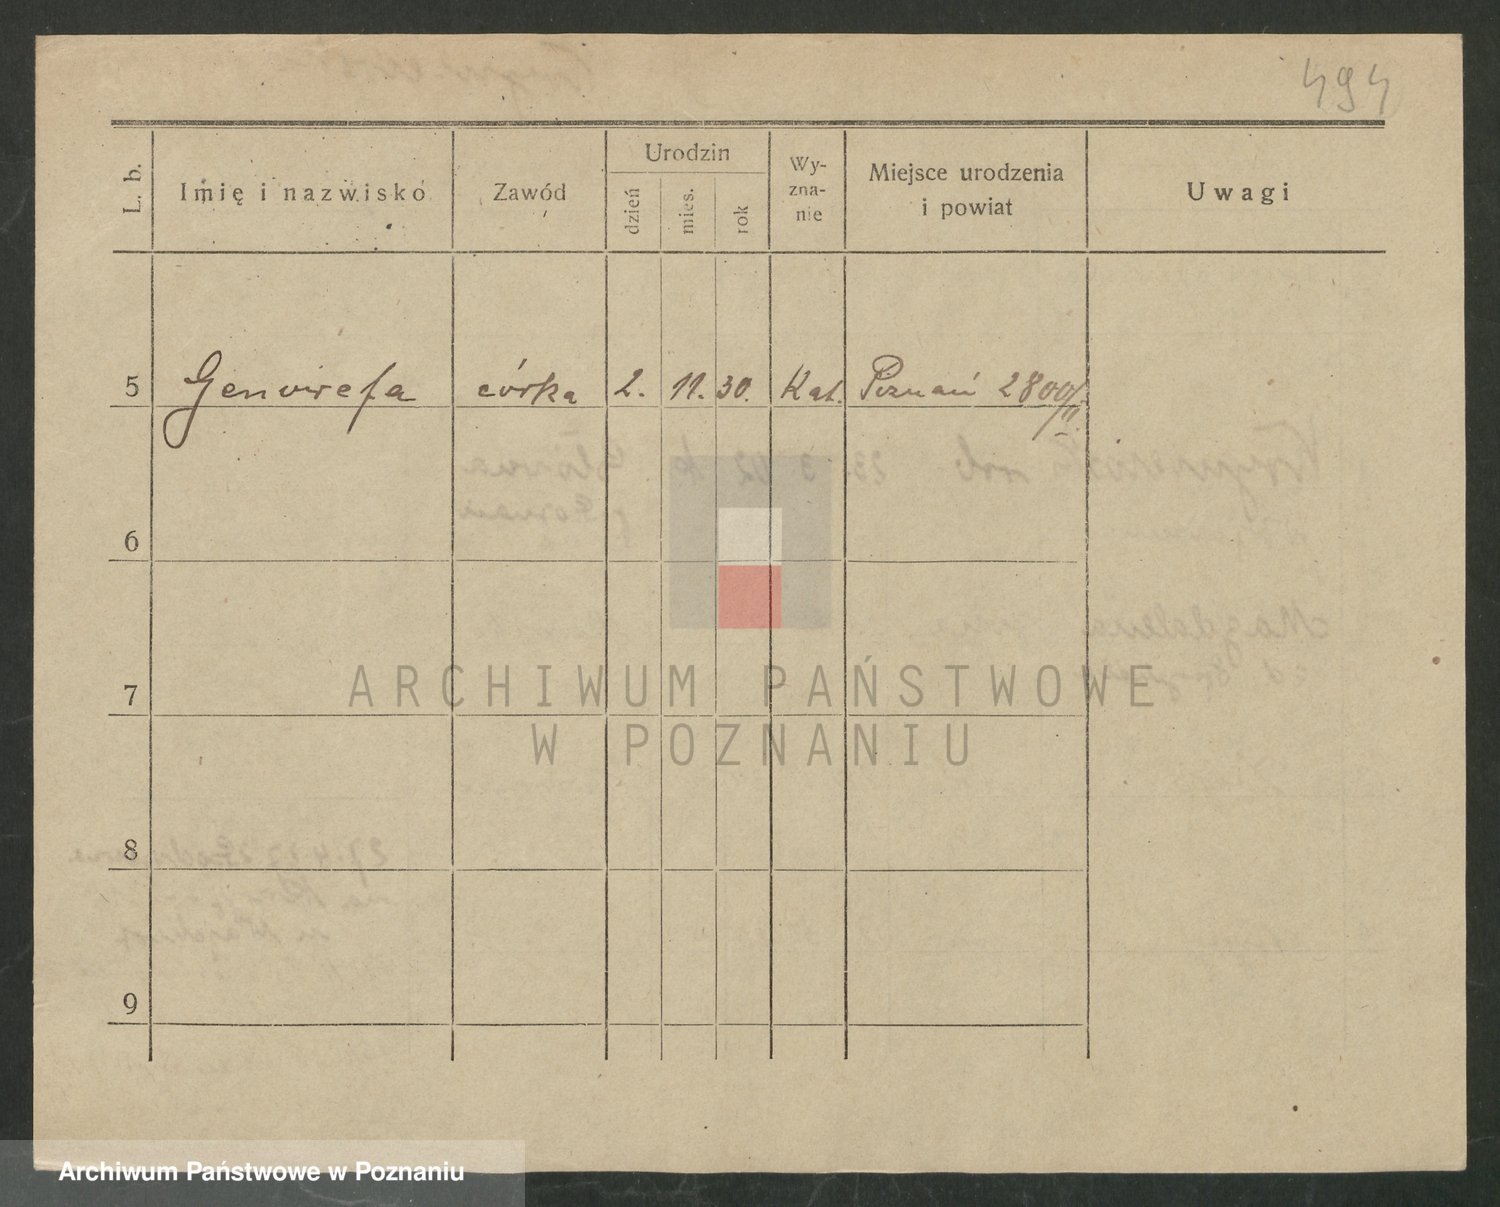 494
L. b.
Imię i nazwisko
Zawód
Urodzin
dzień
mies.
rok
Wy-
zna-
nie
Miejsce urodzenia
i powiat
Uwagi
5 Genowefa córka 2. 11. 30. Kat. Poznań 2800/
II.
6
7
8
9
ARCHIWUM PAŃSTWOWE
W POZNANIU
Archiwum Państwowe w Poznaniu